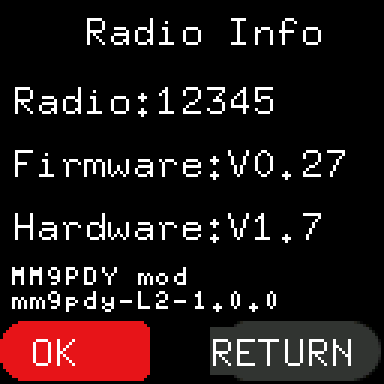 Radio Info
Radio:12345
Firmware:V0.27
Hardware:V1.7
MM9PDY mod
mm9pdy-L2-1.0.0
OK RETURN